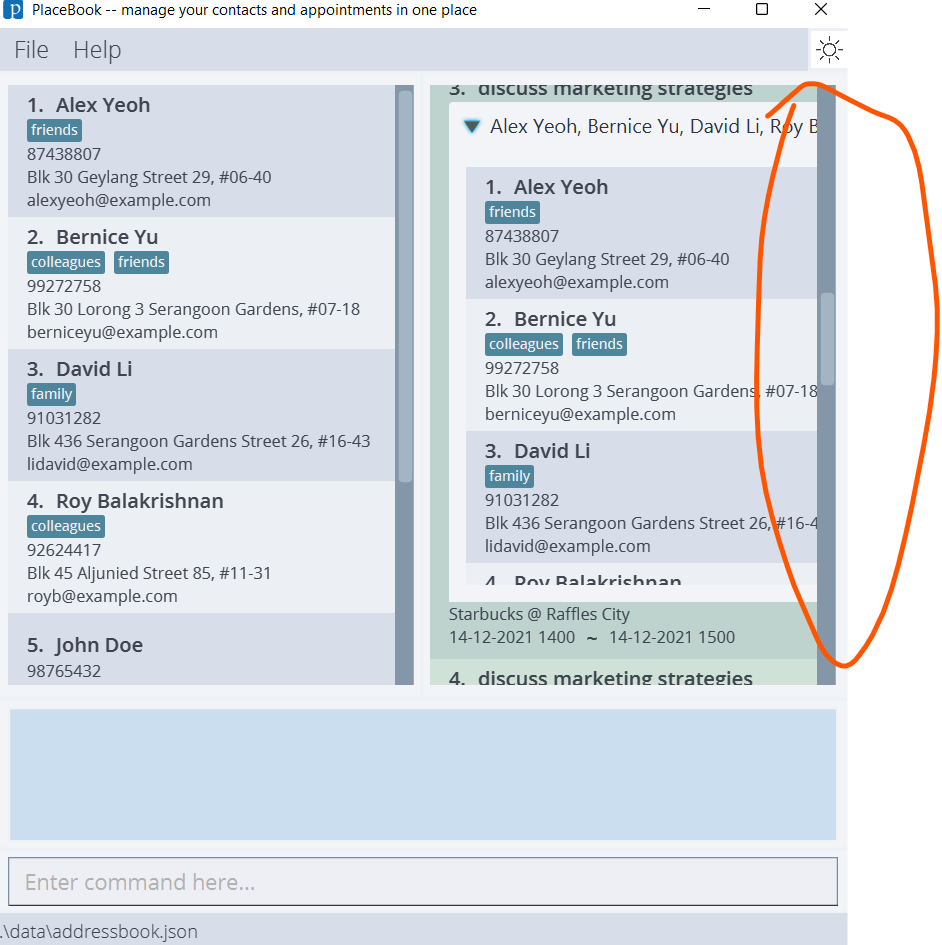 PlaceBook -- manage your contacts and appointments in one place
File Help
1. Alex Yeoh
friends
87438807
Blk 30 Geylang Street 29, #06-40
alexyeoh@example.com
2. Bernice Yu
colleagues friends
99272758
Blk 30 Lorong 3 Serangoon Gardens, #07-18
berniceyu@example.com
3. David Li
family
91031282
Blk 436 Serangoon Gardens Street 26, #16-43
lidavid@example.com
4. Roy Balakrishnan
colleagues
92624417
Blk 45 Aljunied Street 85, #11-31
royb@example.com
5. John Doe
98765432
3. discuss marketing strategies
Alex Yeoh, Bernice Yu, David Li, Roy B
1. Alex Yeoh
friends
87438807
Blk 30 Geylang Street 29, #06-40
alexyeoh@example.com
2. Bernice Yu
colleagues friends
99272758
Blk 30 Lorong 3 Serangoon Gardens, #07-18
berniceyu@example.com
3. David Li
family
91031282
Blk 436 Serangoon Gardens Street 26, #16-4
lidavid@example.com
4. Roy Balakrishnan
Starbucks @ Raffles City
14-12-2021 1400 ~ 14-12-2021 1500
4. discuss marketing strategies
Enter command here...
.\data\addressbook.json